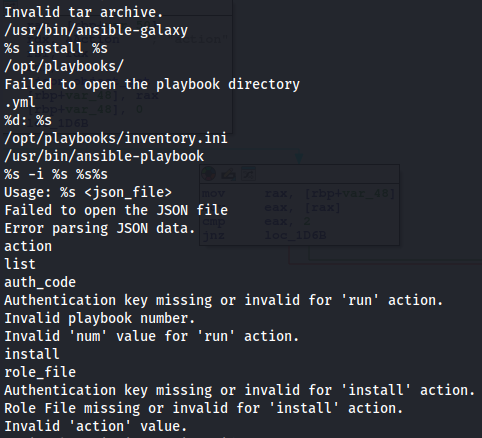 Invalid tar archive.
/usr/bin/ansible-galaxy
%s install %s
/opt/playbooks/
Failed to open the playbook directory
.yml
%d: %s
/opt/playbooks/inventory.ini
/usr/bin/ansible-playbook
%s -i %s %s%s
Usage: %s <json_file>
Failed to open the JSON file
Error parsing JSON data.
action
list
auth_code
Authentication key missing or invalid for 'run' action.
Invalid playbook number.
Invalid 'num' value for 'run' action.
install
role_file
Authentication key missing or invalid for 'install' action.
Role File missing or invalid for 'install' action.
Invalid 'action' value.